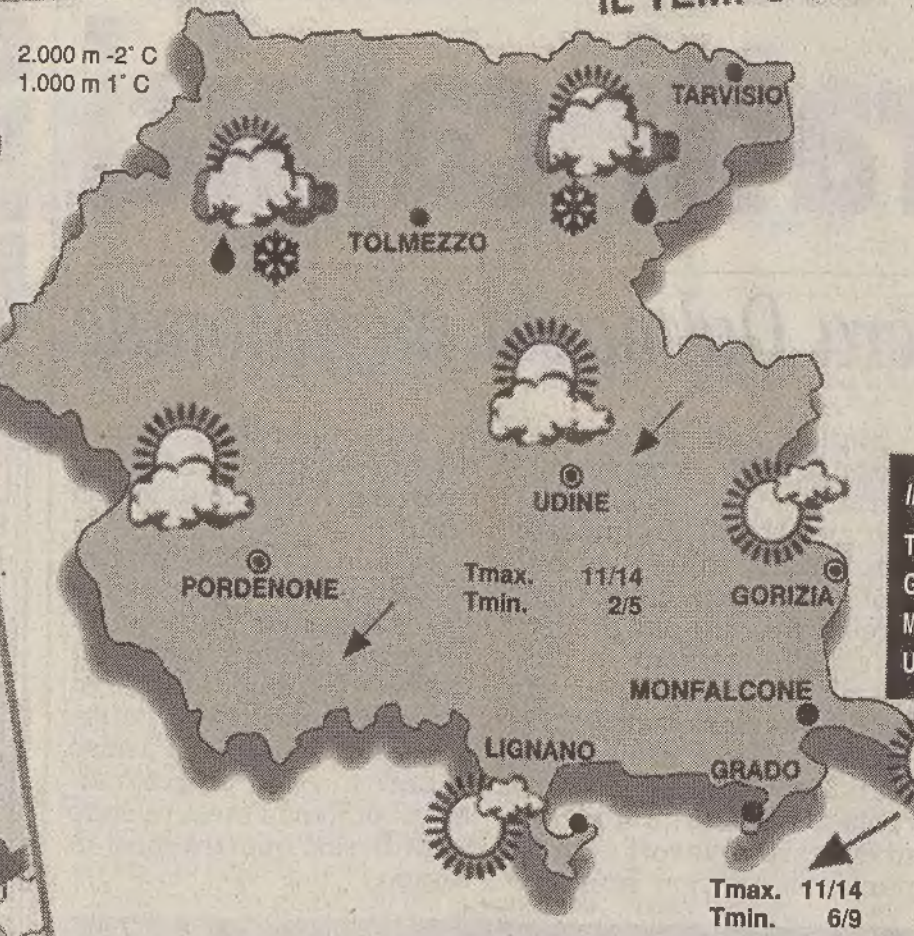 2.000 m -2° C
1.000 m 1° C
TARVISIO
TOLMEZZO
UDINE
PORDENONE
Tmax. 11/14
Tmin. 2/5
GORIZIA
MONFALCONE
LIGNANO
GRADO
Tmax. 11/14
Tmin. 6/9